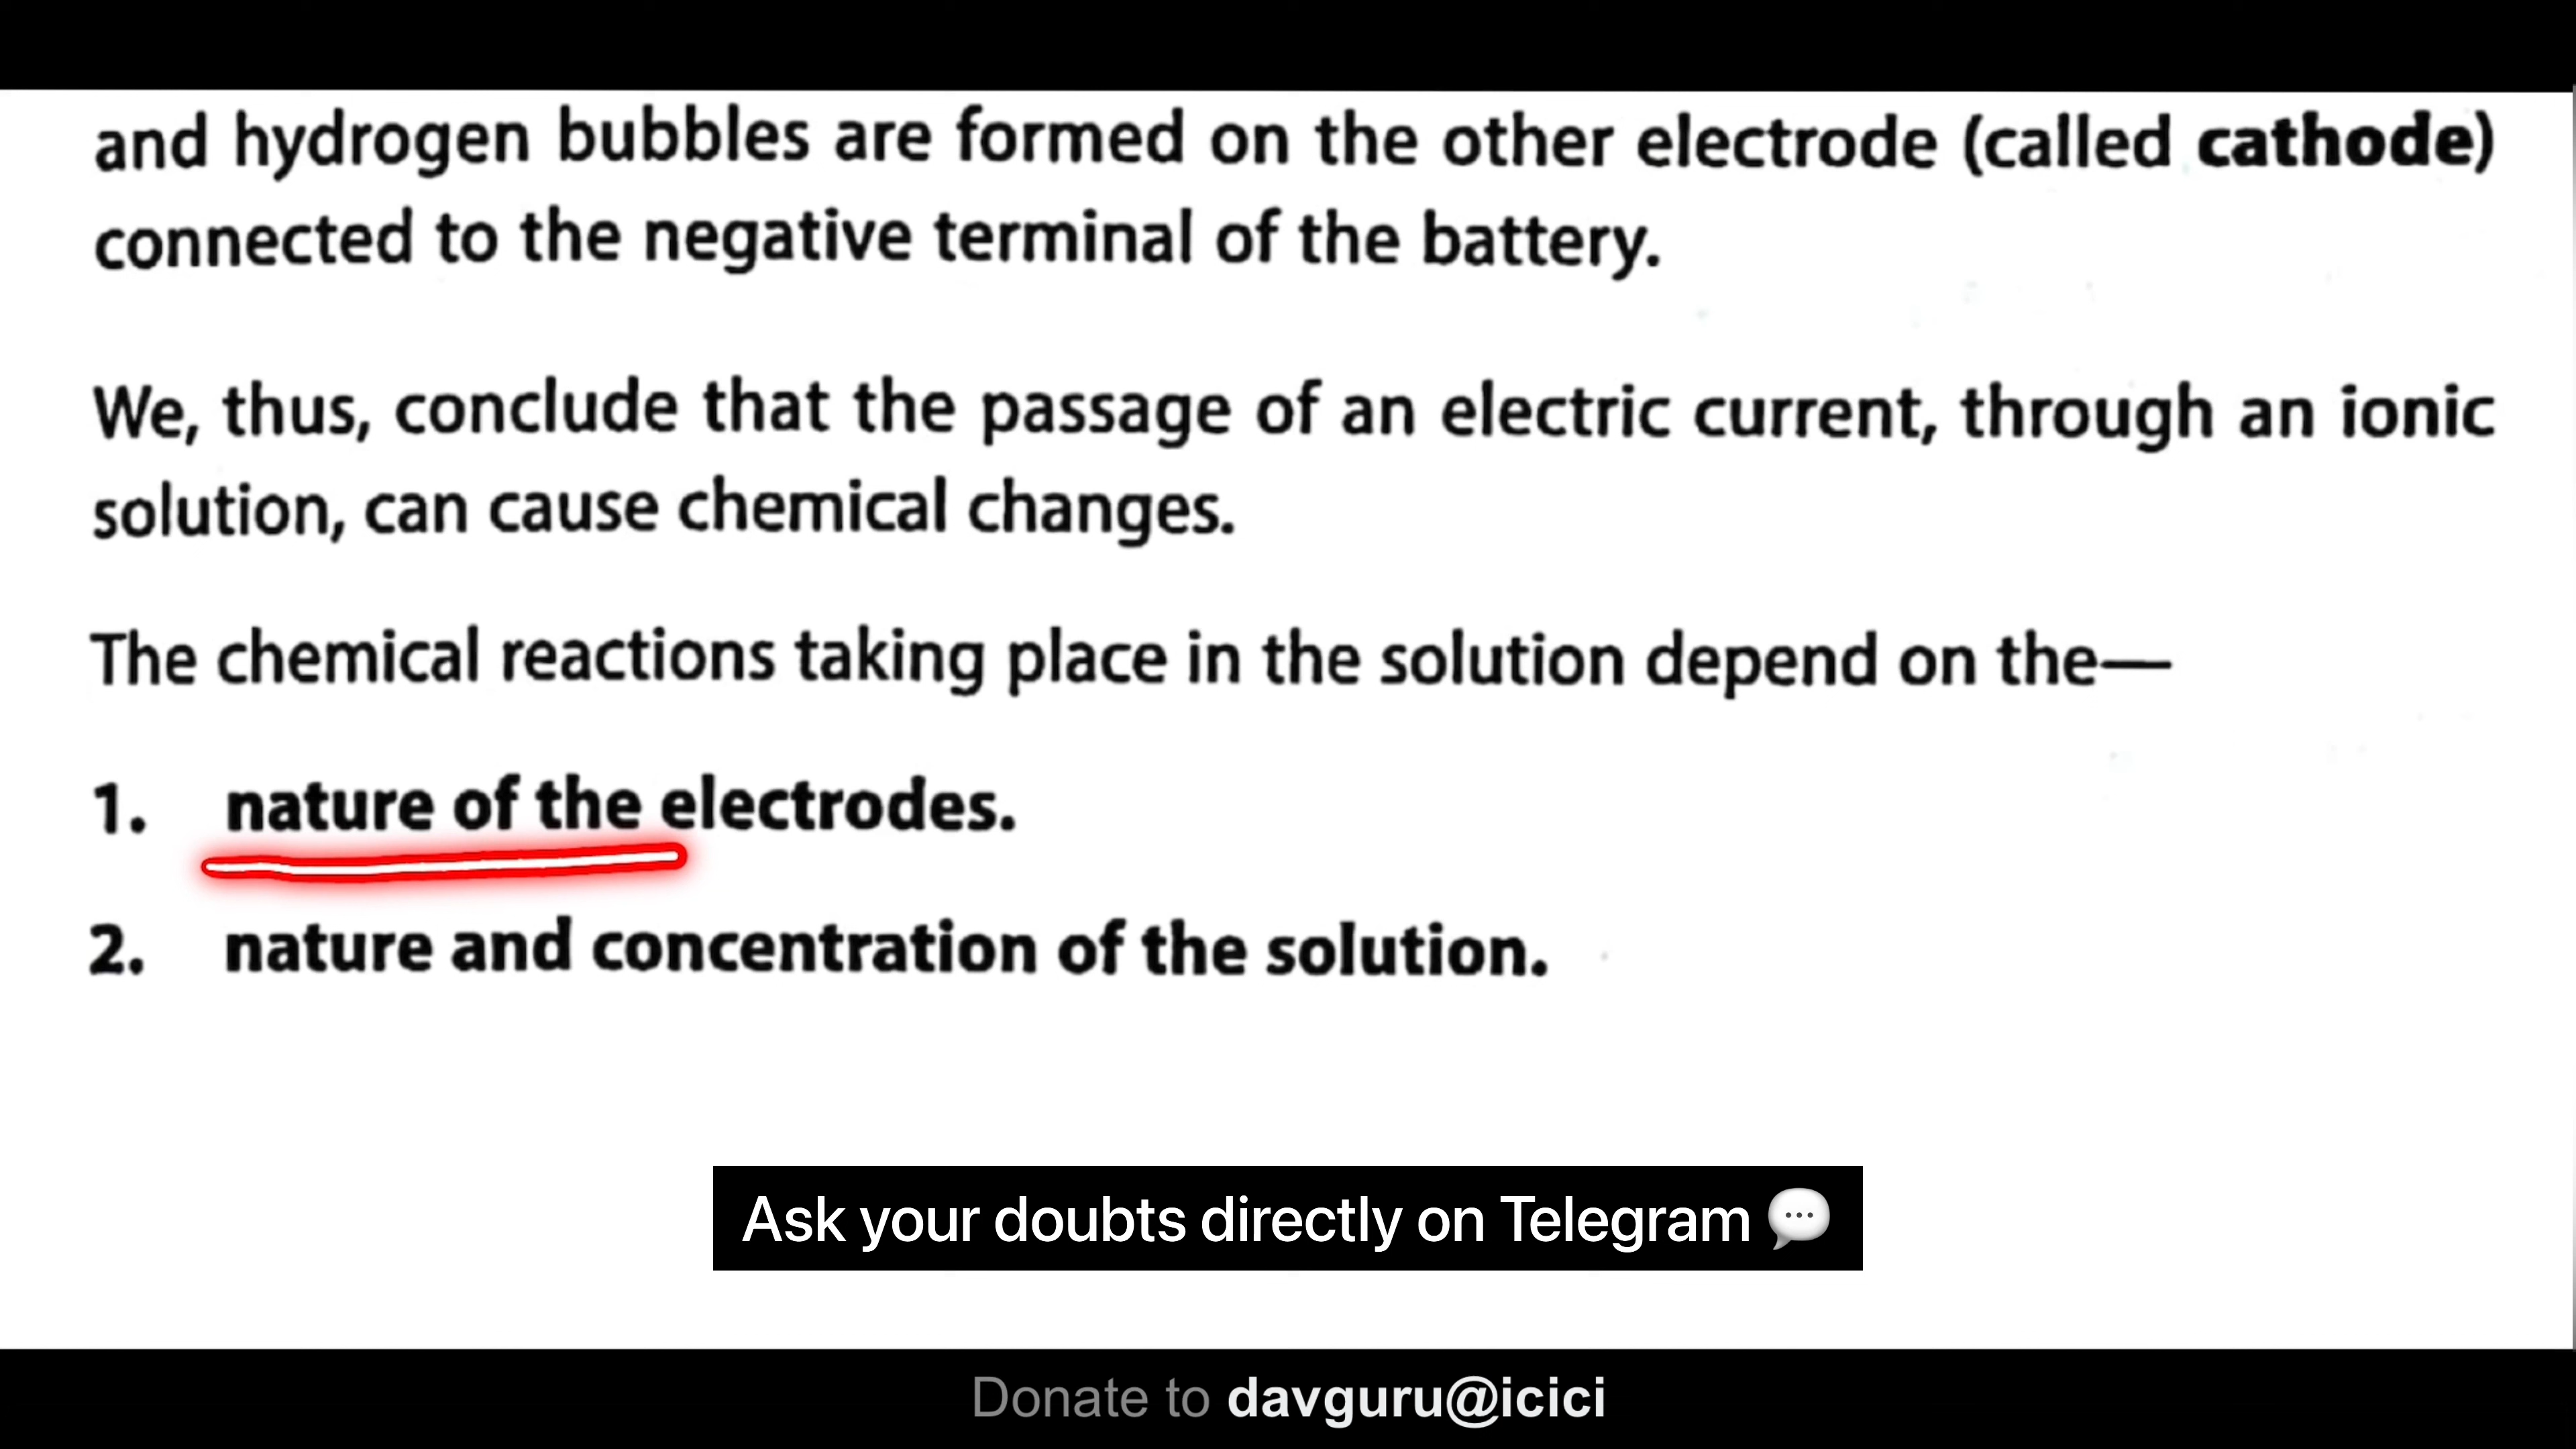 and hydrogen bubbles are formed on the other electrode (called cathode)
connected to the negative terminal of the battery.
We, thus, conclude that the passage of an electric current, through an ionic
solution, can cause chemical changes.
The chemical reactions taking place in the solution depend on the—
1. nature of the electrodes.
2. nature and concentration of the solution.
Ask your doubts directly on Telegram 💬
Donate to davguru@icici